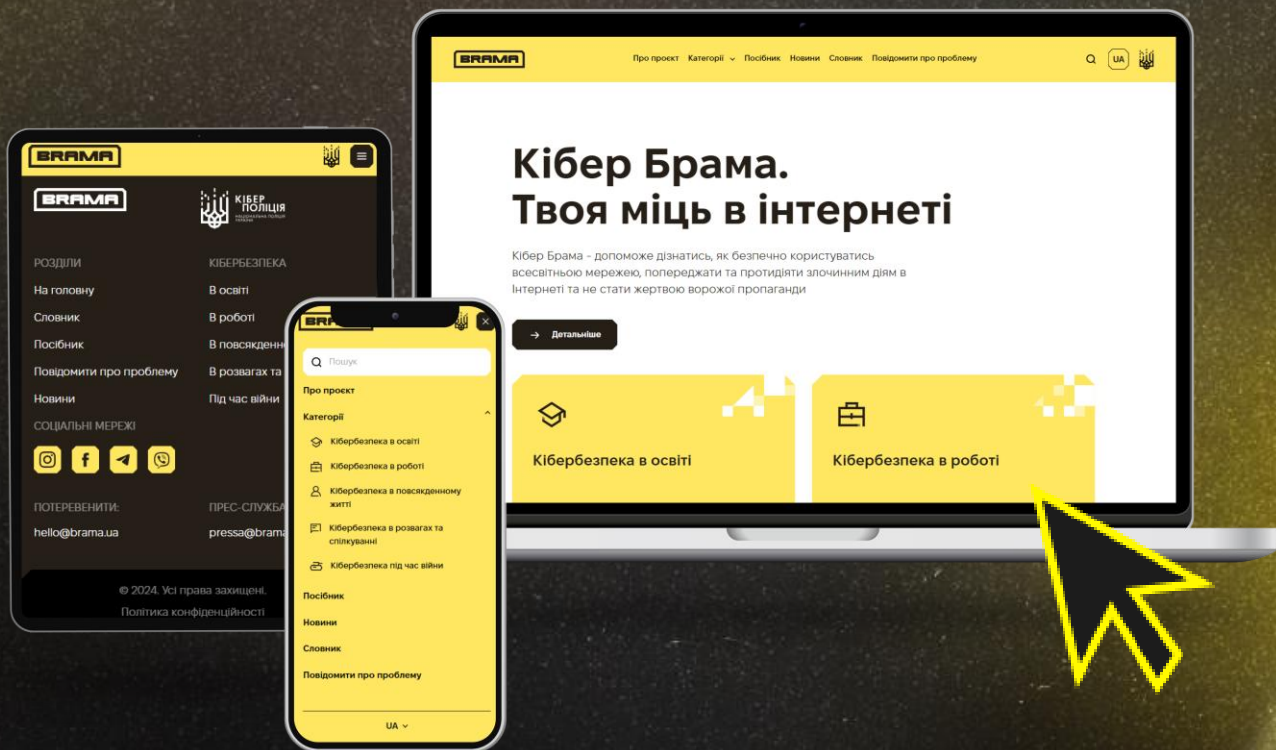 BRAMA
Про проєкт Категорії Посібник Новини Словник Повідомити про проблему
UA
Кібер Брама.
Твоя міць в інтернеті
Кібер Брама - допоможе дізнатись, як безпечно користуватись
всесвітньою мережею, попереджати та протидіяти злочинним діям в
Інтернеті та не стати жертвою ворожої пропаганди
Детальніше
Кібербезпека в освіті
Кібербезпека в роботі
BRAMA
BRAMA
КІБЕР
ПОЛІЦІЯ
РОЗДІЛИ
На головну
Словник
Посібник
Повідомити про проблему
Новини
СОЦІАЛЬНІ МЕРЕЖІ
ПОТЕРЕВЕНИТИ:
hello@brama.ua
КІБЕРБЕЗПЕКА
В освіті
В роботі
В повсякденн
В розвагах та
Під час війни
ПРЕС-СЛУЖБА
pressa@brama
© 2024. Усі права захищені.
Політика конфіденційності
Пошук
Про проєкт
Категорії
Кібербезпека в освіті
Кібербезпека в роботі
Кібербезпека в повсякденному
житті
Кібербезпека в розвагах та
спілкуванні
Кібербезпека під час війни
Посібник
Новини
Словник
Повідомити про проблему
UA